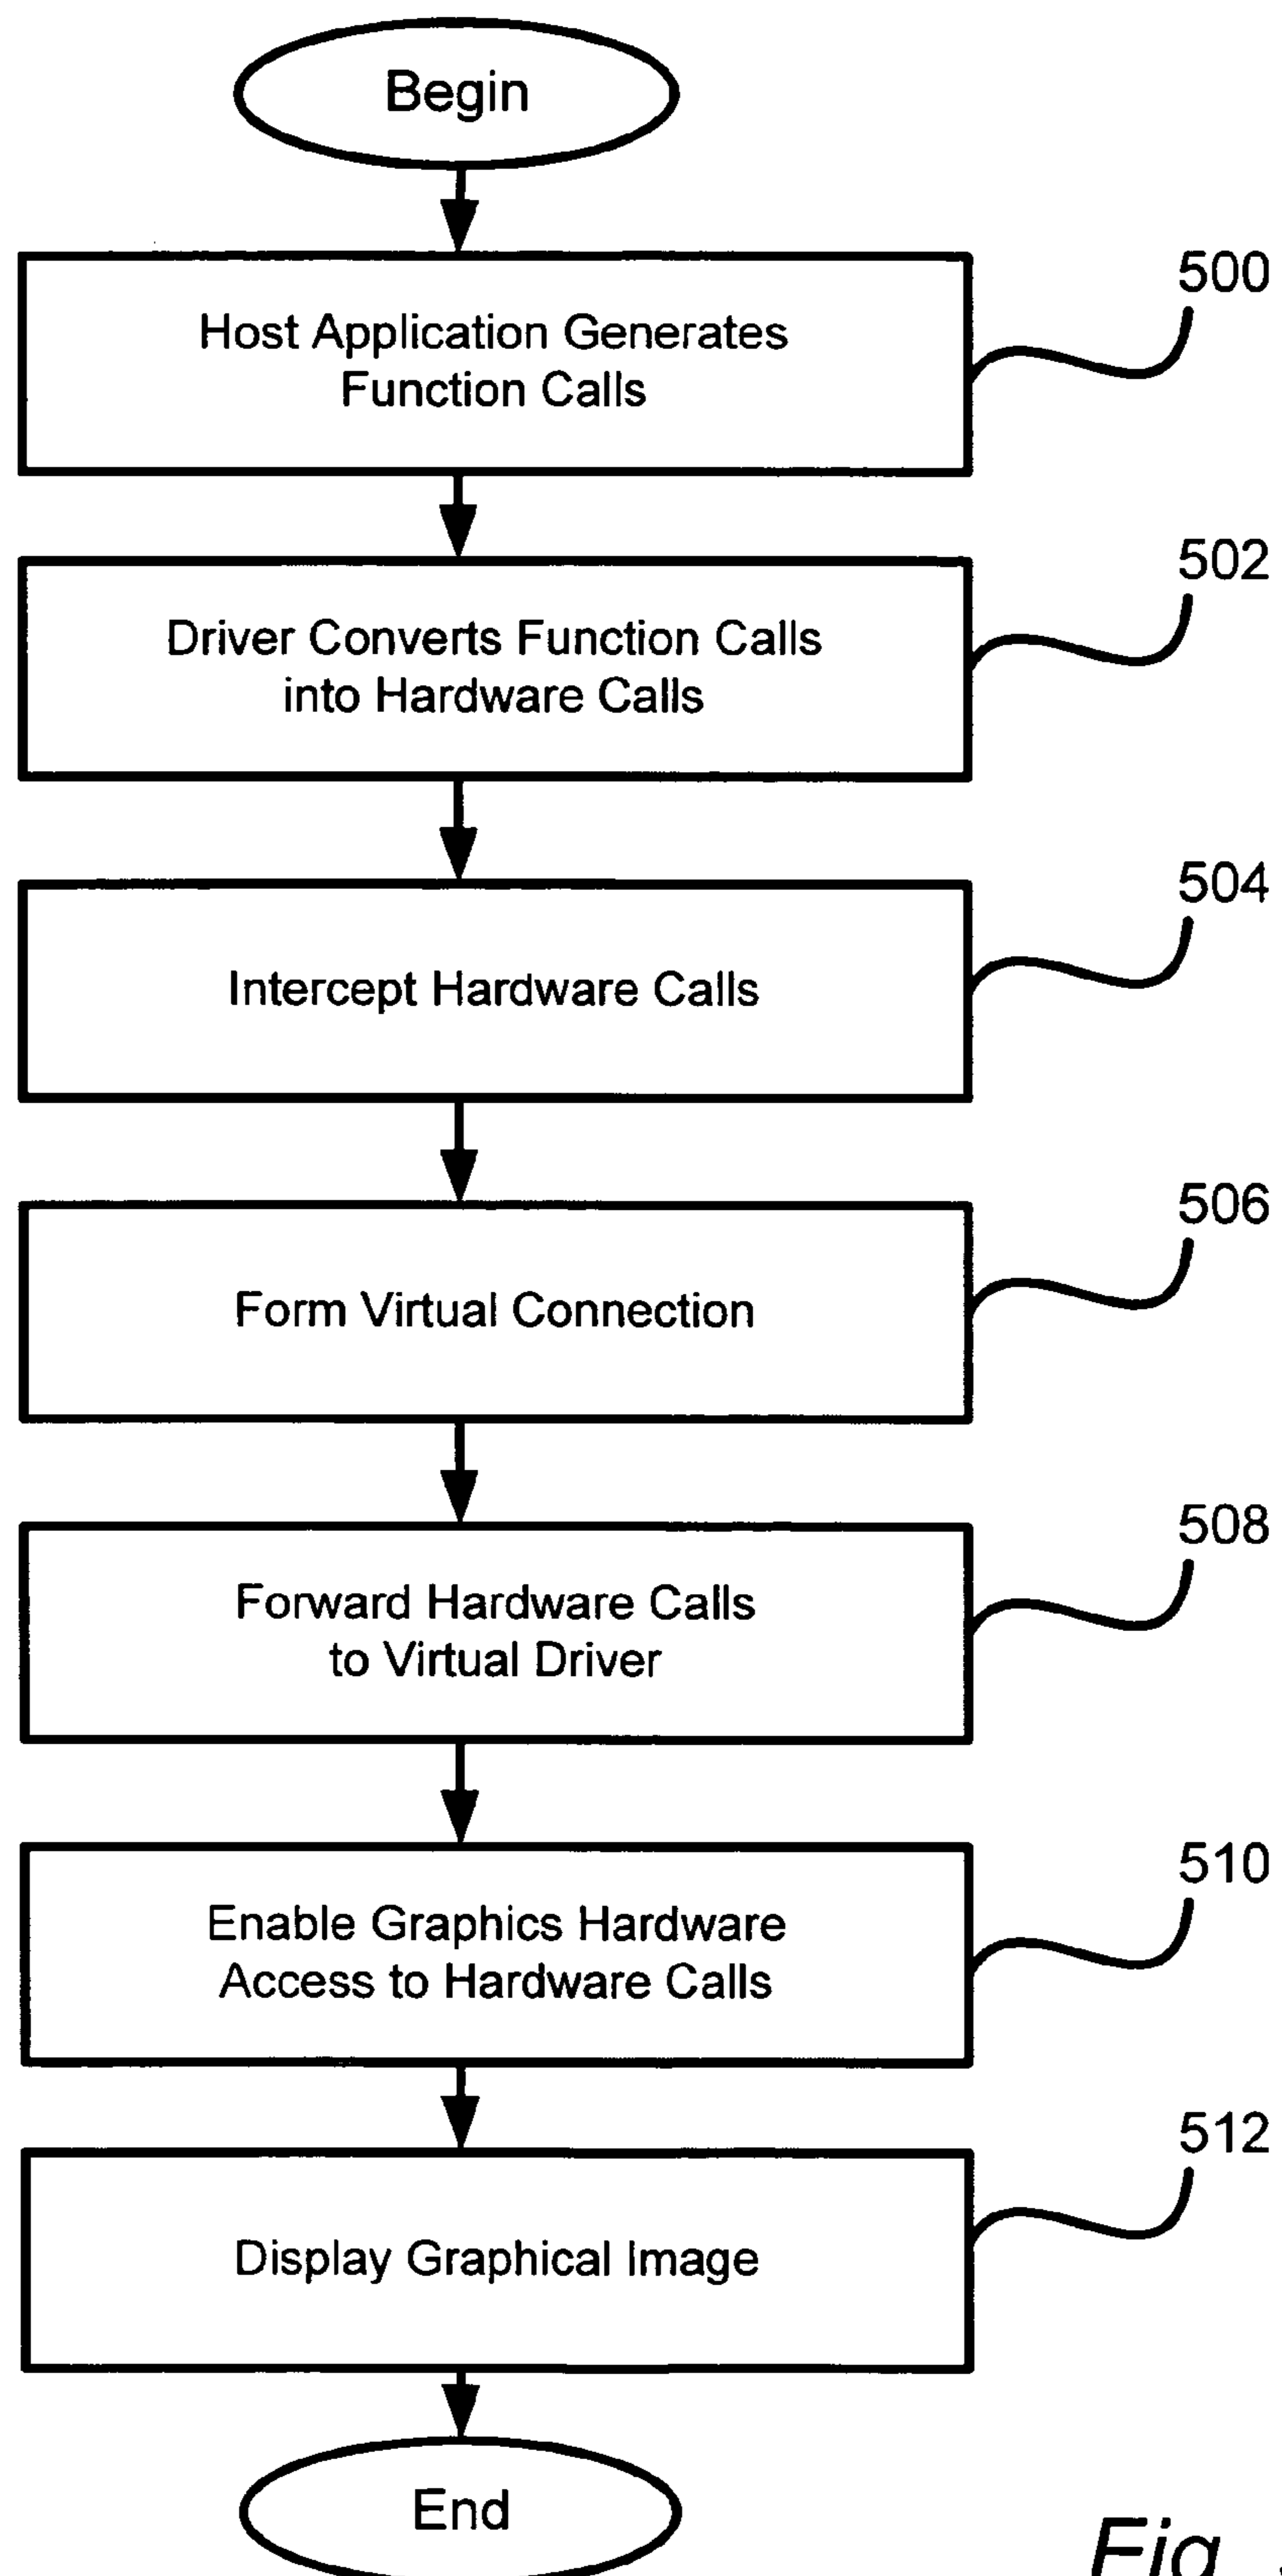 Begin
500
Host Application Generates
Function Calls
502
Driver Converts Function Calls
into Hardware Calls
504
Intercept Hardware Calls
506
Form Virtual Connection
508
Forward Hardware Calls
to Virtual Driver
510
Enable Graphics Hardware
Access to Hardware Calls
512
Display Graphical Image
End
Fig